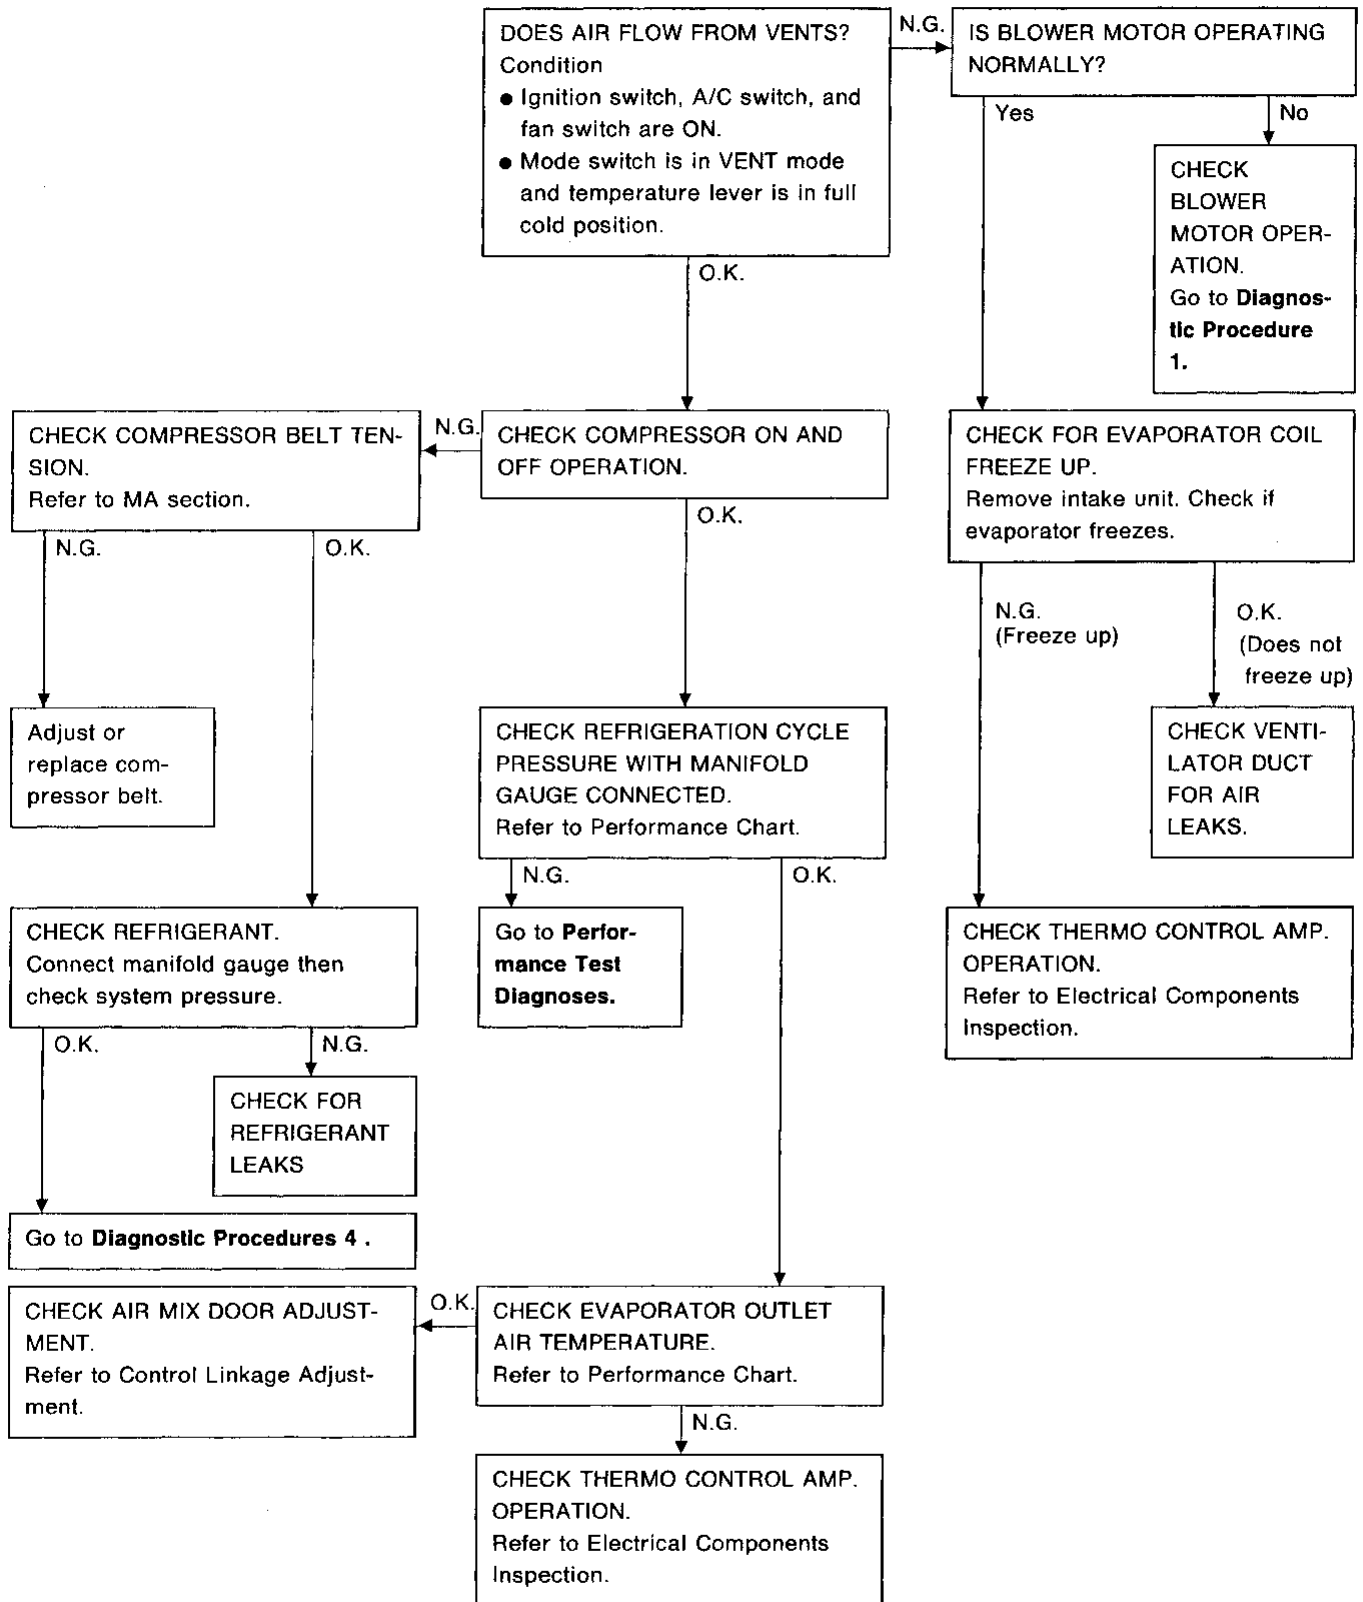 DOES AIR FLOW FROM VENTS?
Condition
● Ignition switch, A/C switch, and
fan switch are ON.
● Mode switch is in VENT mode
and temperature lever is in full
cold position.
N.G.
IS BLOWER MOTOR OPERATING
NORMALLY?
Yes
No
CHECK
BLOWER
MOTOR OPER-
ATION.
Go to Diagnos-
tic Procedure
1.
O.K.
CHECK COMPRESSOR BELT TEN-
SION.
Refer to MA section.
N.G.
CHECK COMPRESSOR ON AND
OFF OPERATION.
CHECK FOR EVAPORATOR COIL
FREEZE UP.
Remove intake unit. Check if
evaporator freezes.
N.G.
O.K.
O.K.
N.G.
(Freeze up)
O.K.
(Does not
freeze up)
Adjust or
replace com-
pressor belt.
CHECK REFRIGERATION CYCLE
PRESSURE WITH MANIFOLD
GAUGE CONNECTED.
Refer to Performance Chart.
CHECK VENTI-
LATOR DUCT
FOR AIR
LEAKS.
N.G.
O.K.
CHECK REFRIGERANT.
Connect manifold gauge then
check system pressure.
Go to Perfor-
mance Test
Diagnoses.
CHECK THERMO CONTROL AMP.
OPERATION.
Refer to Electrical Components
Inspection.
O.K.
N.G.
CHECK FOR
REFRIGERANT
LEAKS
Go to Diagnostic Procedures 4 .
CHECK AIR MIX DOOR ADJUST-
MENT.
Refer to Control Linkage Adjust-
ment.
O.K.
CHECK EVAPORATOR OUTLET
AIR TEMPERATURE.
Refer to Performance Chart.
N.G.
CHECK THERMO CONTROL AMP.
OPERATION.
Refer to Electrical Components
Inspection.